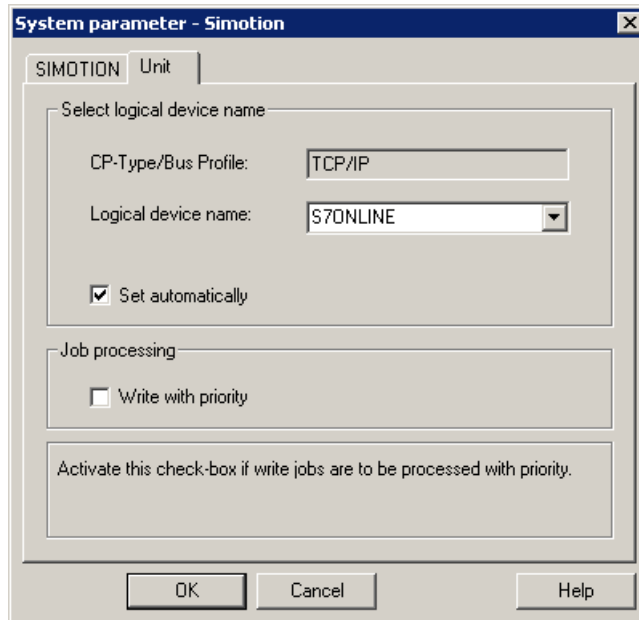 System parameter - Simotion
SIMOTION
Unit
Select logical device name
CP-Type/Bus Profile:
TCP/IP
Logical device name:
S7ONLINE
Set automatically
Job processing
Write with priority
Activate this check-box if write jobs are to be processed with priority.
OK
Cancel
Help